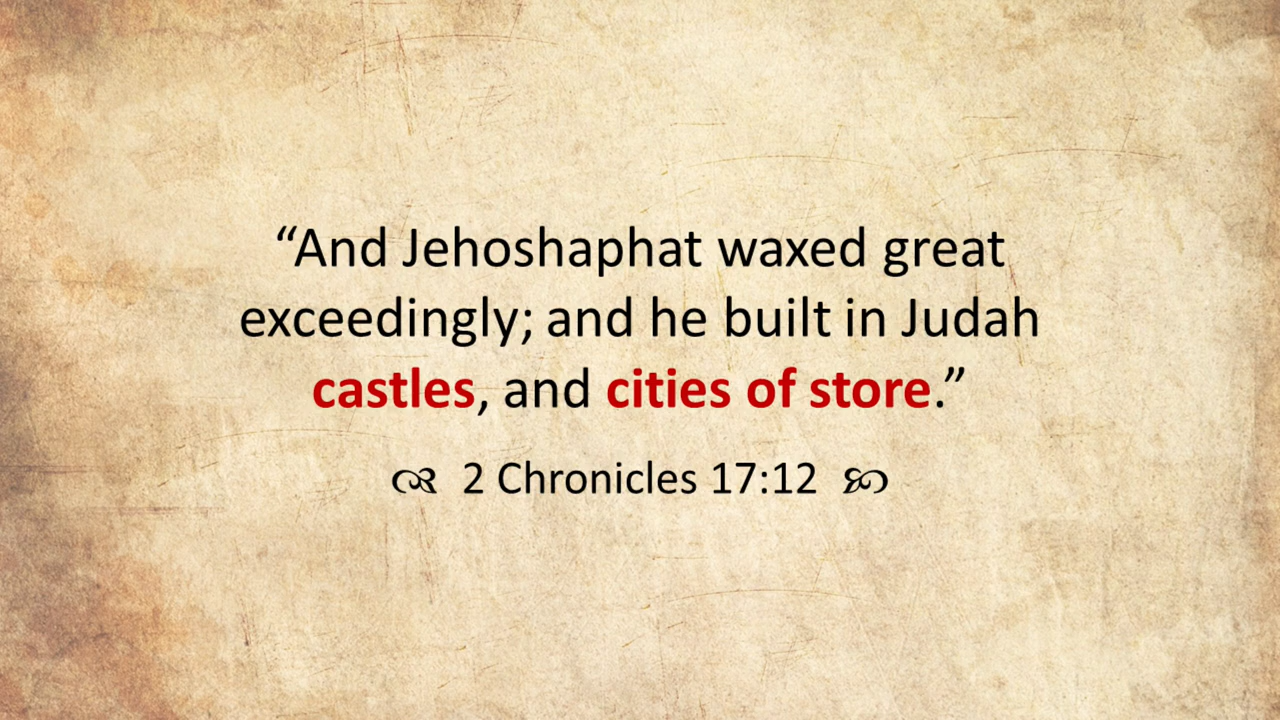 “And Jehoshaphat waxed great
exceedingly; and he built in Judah
castles, and cities of store.”
2 Chronicles 17:12